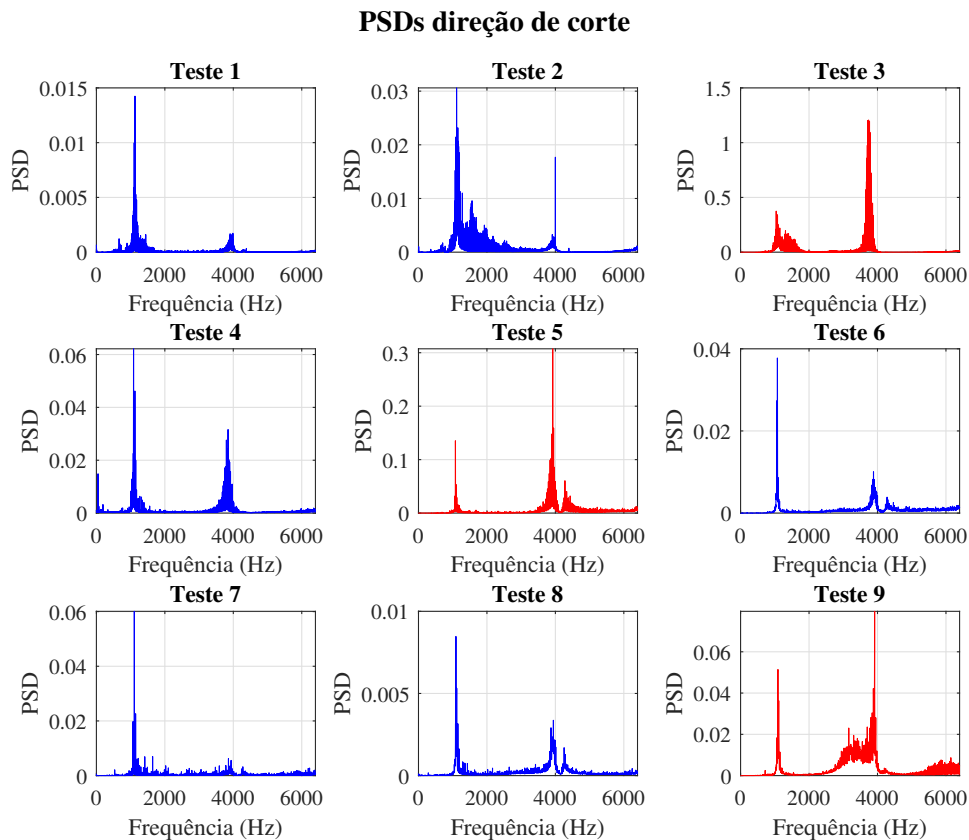 PSDs direção de corte
Teste 1
PSD
0.015
0.01
0.005
0
0 2000 4000 6000
Frequência (Hz)
Teste 2
PSD
0.03
0.02
0.01
0
0 2000 4000 6000
Frequência (Hz)
Teste 3
PSD
1.5
1
0.5
0
0 2000 4000 6000
Frequência (Hz)
Teste 4
PSD
0.06
0.04
0.02
0
0 2000 4000 6000
Frequência (Hz)
Teste 5
PSD
0.3
0.2
0.1
0
0 2000 4000 6000
Frequência (Hz)
Teste 6
PSD
0.04
0.02
0
0 2000 4000 6000
Frequência (Hz)
Teste 7
PSD
0.06
0.04
0.02
0
0 2000 4000 6000
Frequência (Hz)
Teste 8
PSD
0.01
0.005
0
0 2000 4000 6000
Frequência (Hz)
Teste 9
PSD
0.06
0.04
0.02
0
0 2000 4000 6000
Frequência (Hz)